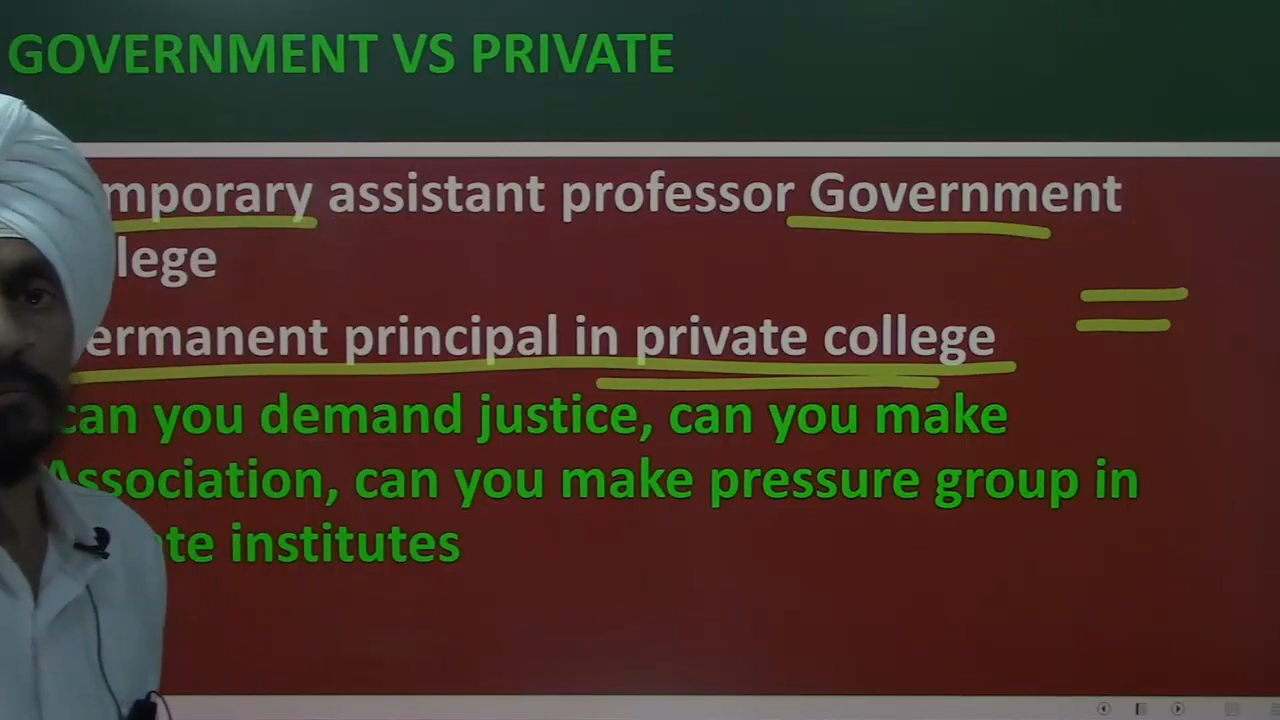 GOVERNMENT VS PRIVATE
mporary assistant professor Government
lege
ermanent principal in private college
can you demand justice, can you make
Association, can you make pressure group in
te institutes